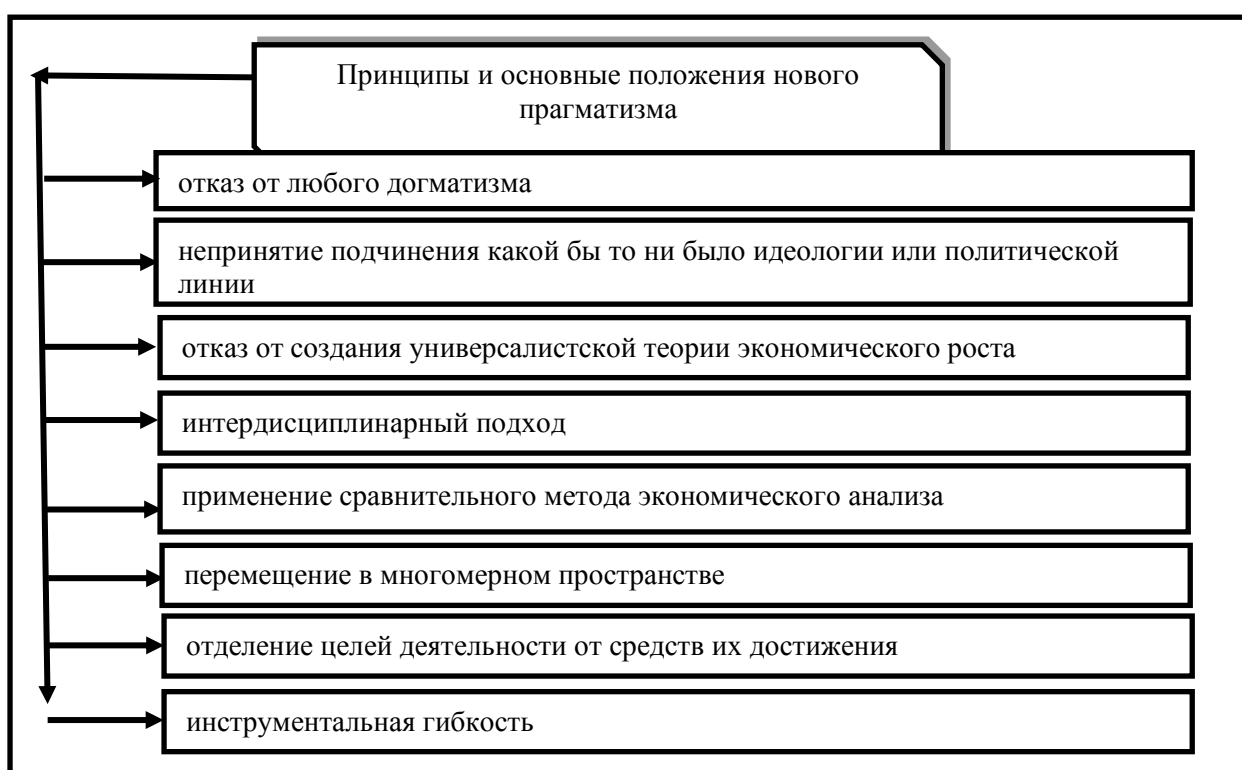 Принципы и основные положения нового
прагматизма
отказ от любого догматизма
непринятие подчинения какой бы то ни было идеологии или политической
линии
отказ от создания универсалистской теории экономического роста
интердисциплинарный подход
применение сравнительного метода экономического анализа
перемещение в многомерном пространстве
отделение целей деятельности от средств их достижения
инструментальная гибкость